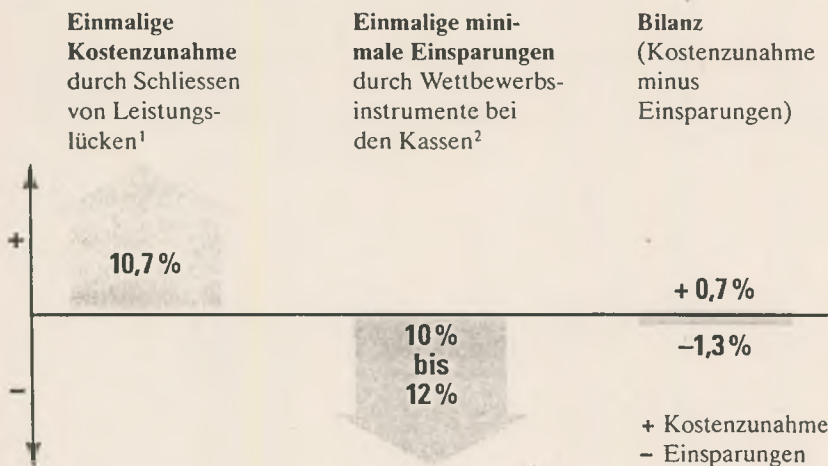 Einmalige
Kostenzunahme
durch Schliessen
von Leistungs-
lücken¹
Einmalige mini-
male Einsparungen
durch Wettbewerbs-
instrumente bei
den Kassen²
Bilanz
(Kostenzunahme
minus
Einsparungen)
+
10,7 %
+ 0,7 %
10 %
bis
12 %
–1,3 %
–
+ Kostenzunahme
– Einsparungen